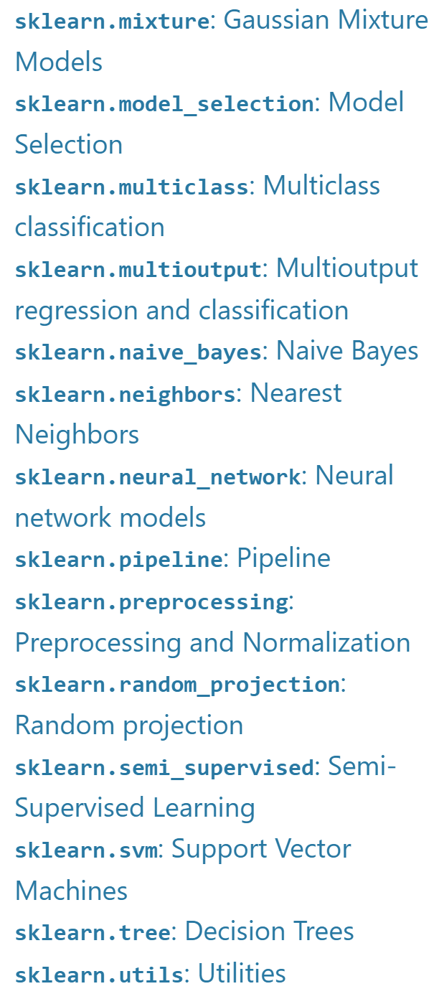 sklearn.mixture: Gaussian Mixture
Models
sklearn.model_selection: Model
Selection
sklearn.multiclass: Multiclass
classification
sklearn.multioutput: Multioutput
regression and classification
sklearn.naive_bayes: Naive Bayes
sklearn.neighbors: Nearest
Neighbors
sklearn.neural_network: Neural
network models
sklearn.pipeline: Pipeline
sklearn.preprocessing:
Preprocessing and Normalization
sklearn.random_projection:
Random projection
sklearn.semi_supervised: Semi-
Supervised Learning
sklearn.svm: Support Vector
Machines
sklearn.tree: Decision Trees
sklearn.utils: Utilities